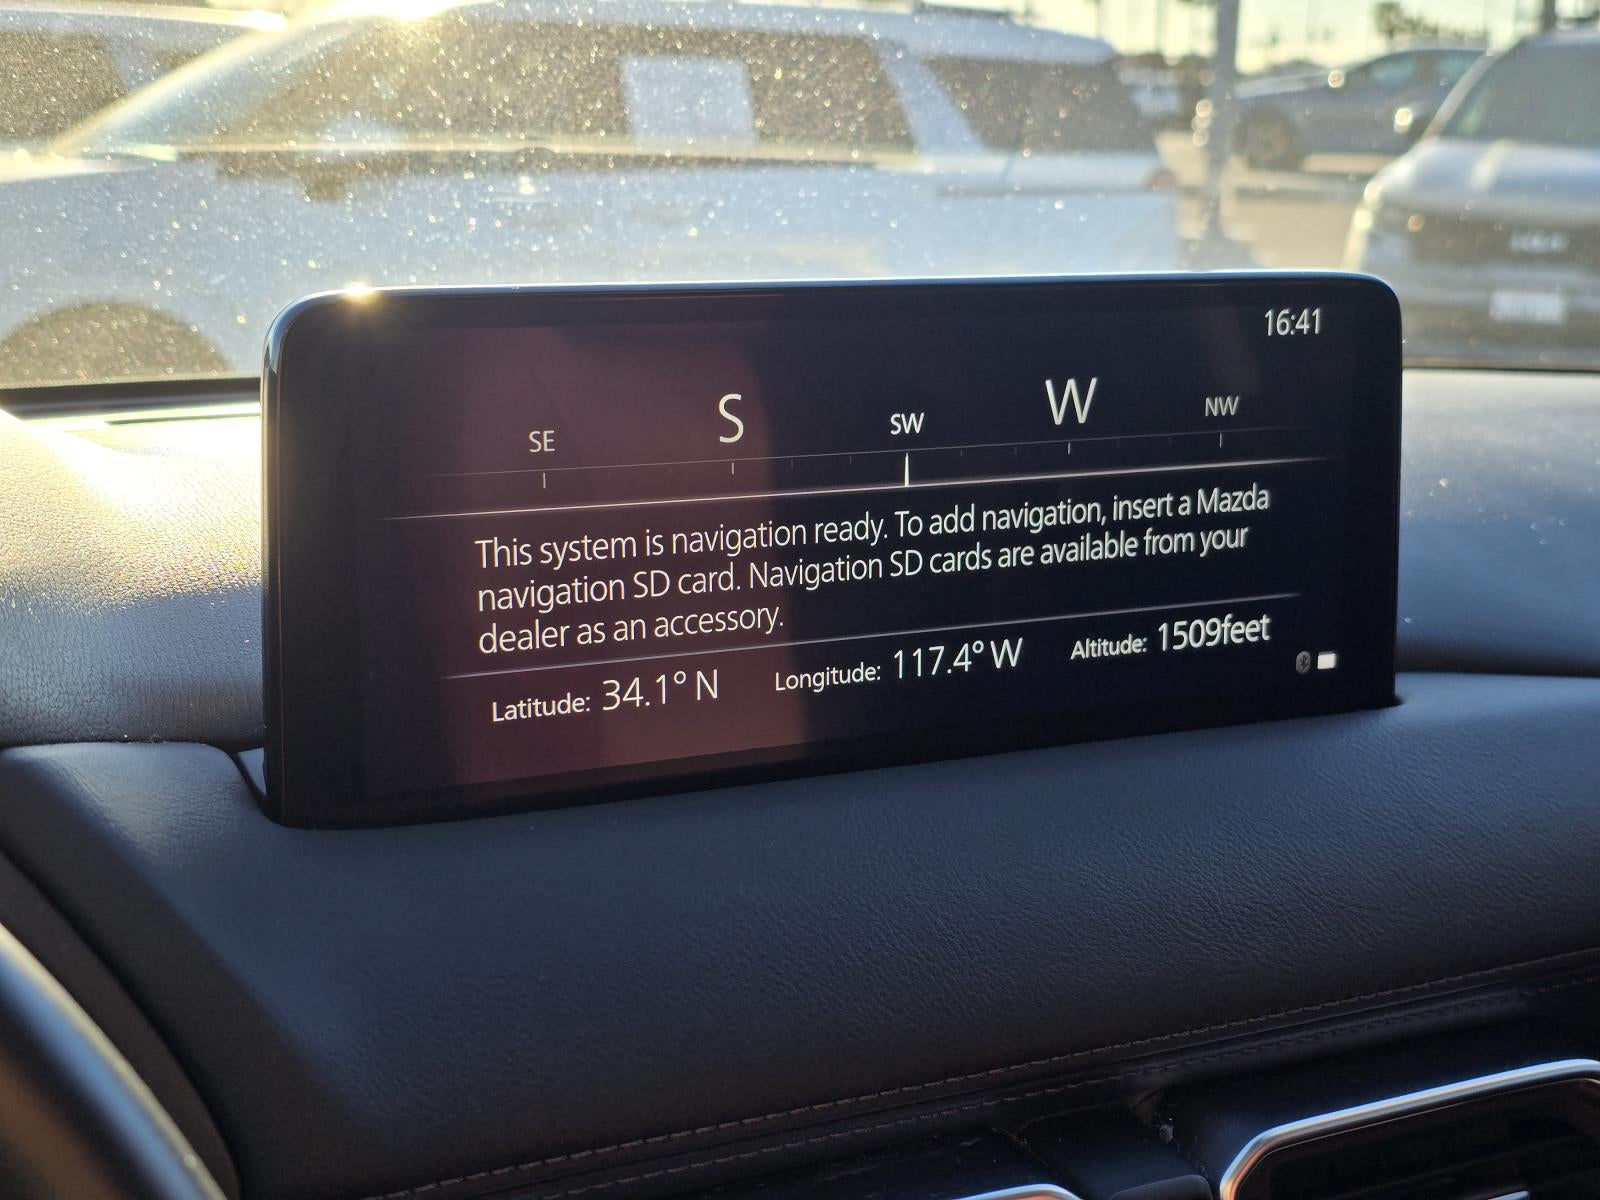 16:41
SE S SW W NW
This system is navigation ready. To add navigation, insert a Mazda
navigation SD card. Navigation SD cards are available from your
dealer as an accessory.
Latitude: 34.1° N Longitude: 117.4° W Altitude: 1509feet